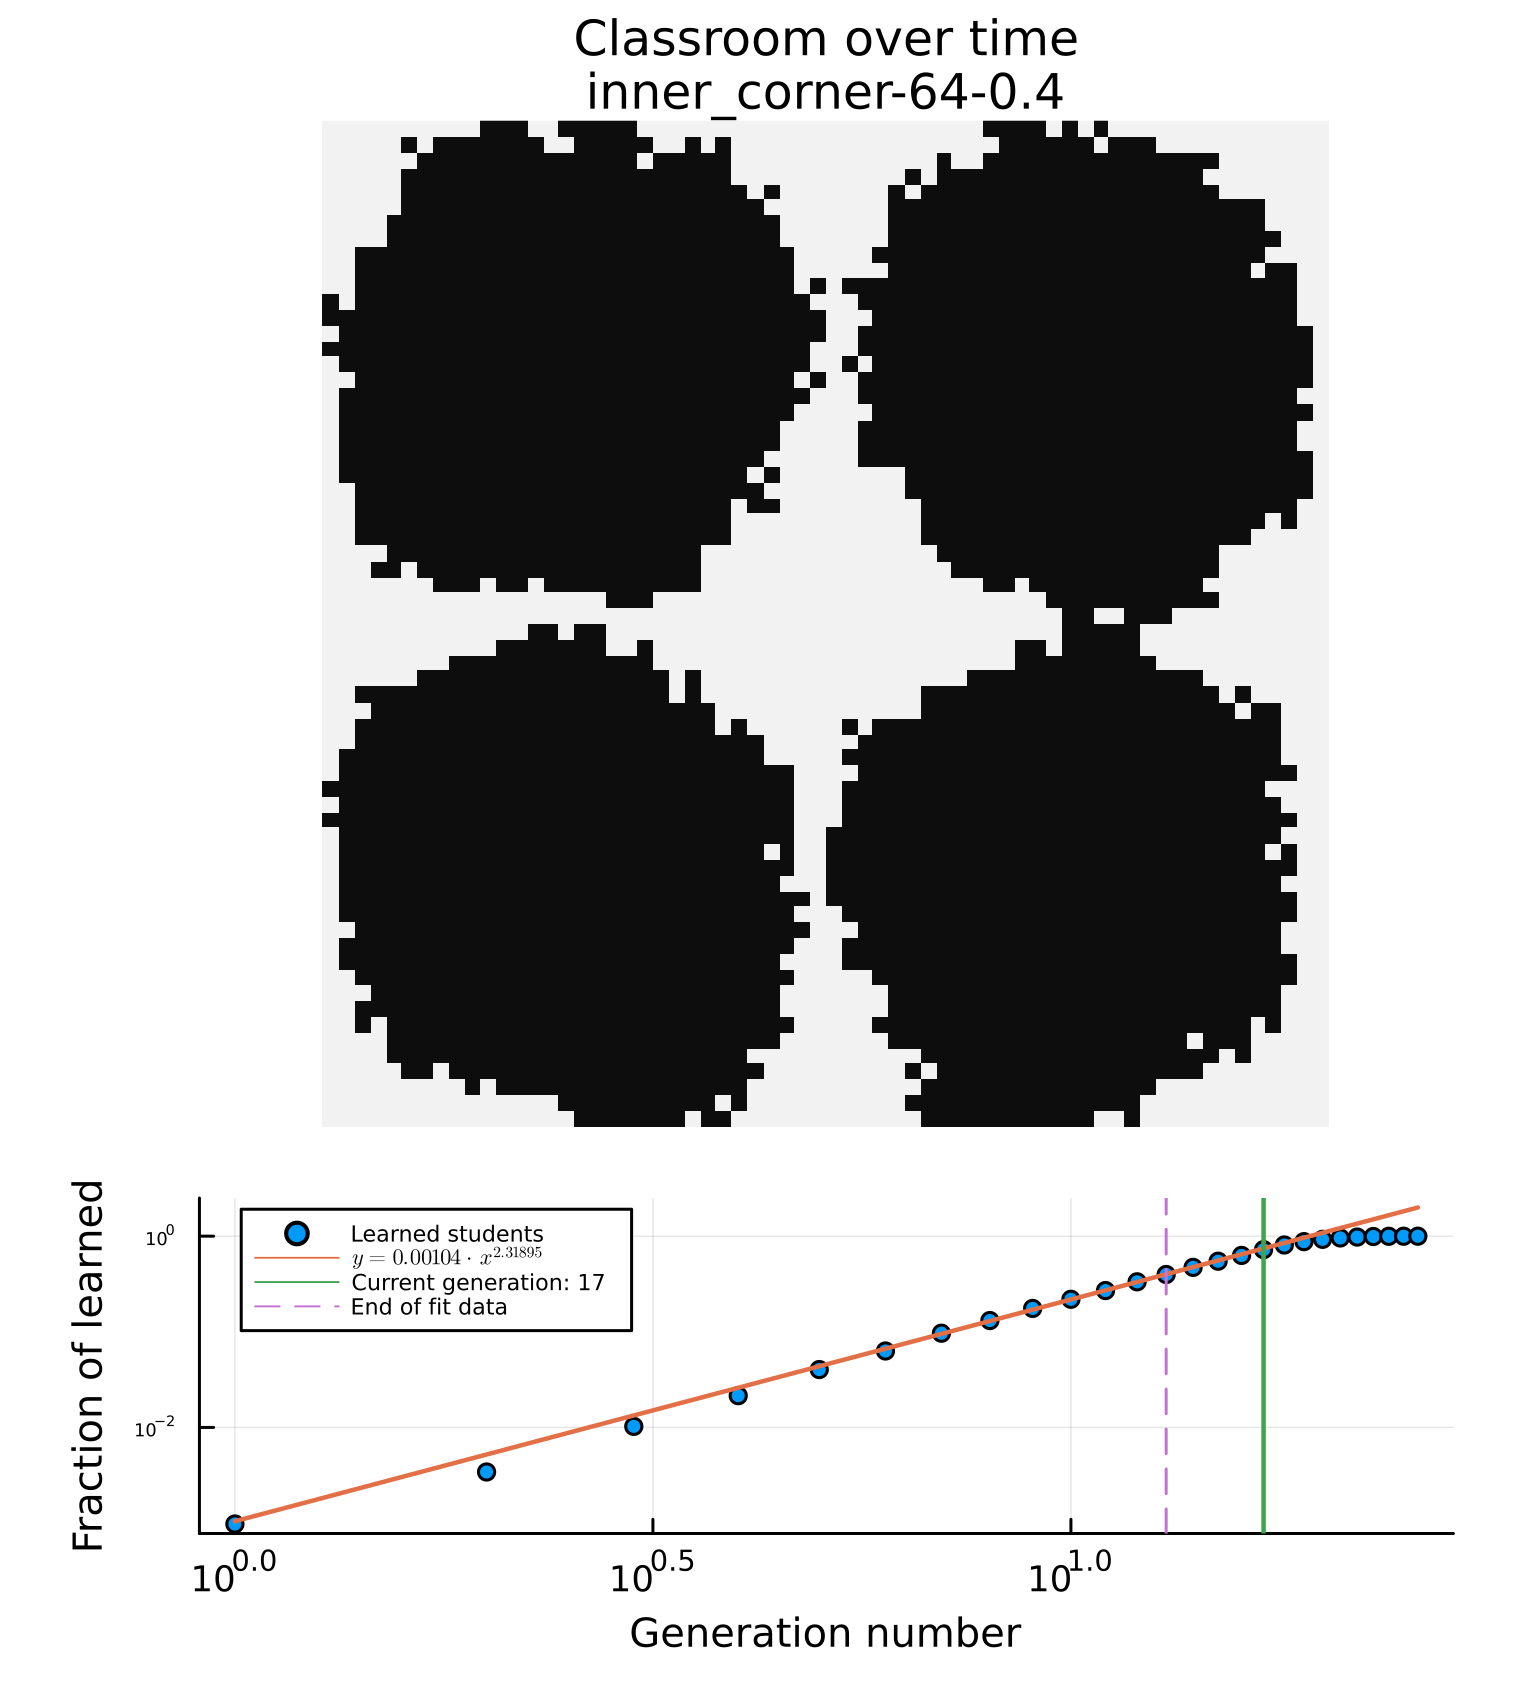 Classroom over time
inner_corner-64-0.4
Fraction of learned
10^0
10^−2
Learned students
y = 0.00104 · x^2.31895
Current generation: 17
End of fit data
10^0.0
10^0.5
10^1.0
Generation number